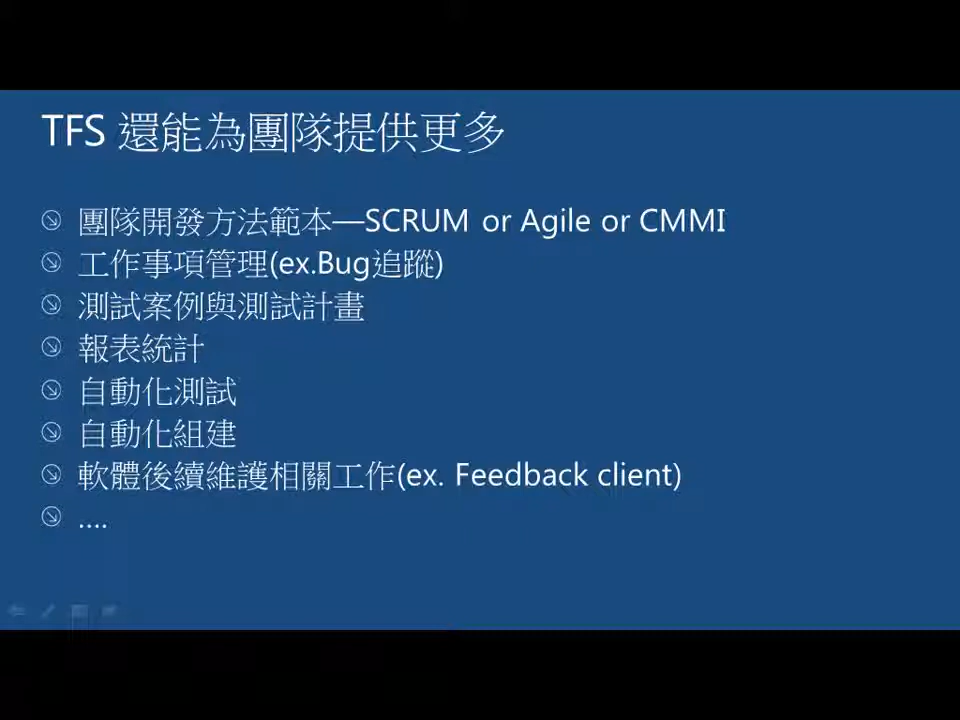 TFS 還能為團隊提供更多
團隊開發方法範本—SCRUM or Agile or CMMI
工作事項管理(ex.Bug追蹤)
測試案例與測試計畫
報表統計
自動化測試
自動化組建
軟體後續維護相關工作(ex. Feedback client)
....